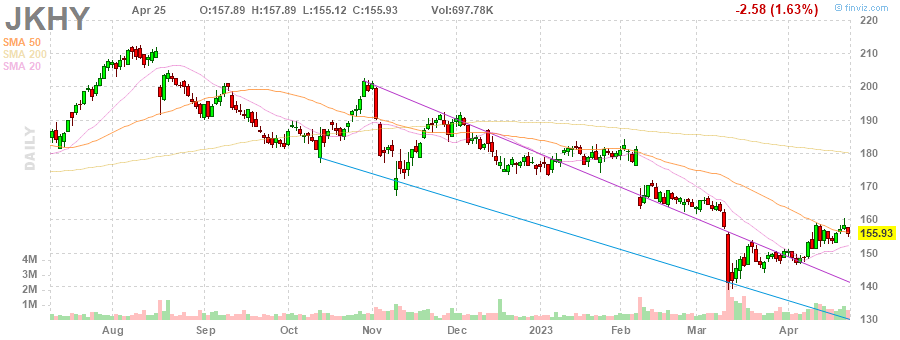 JKHY Apr 25 O:157.89 H:157.89 L:155.12 C:155.93 Vol:697.78K -2.58 (1.63%) © finviz.com
SMA 50
SMA 200
SMA 20
DAILY
220
210
200
190
180
170
160
155.93
150
140
130
4M
3M
2M
1M
Aug Sep Oct Nov Dec 2023 Feb Mar Apr